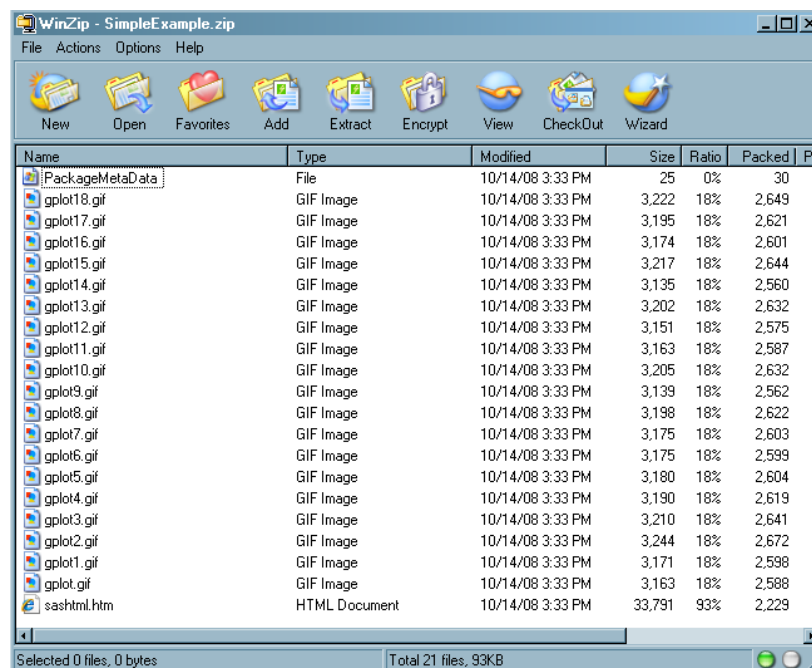 WinZip - SimpleExample.zip
File Actions Options Help
New Open Favorites Add Extract Encrypt View CheckOut Wizard
Name Type Modified Size Ratio Packed P
PackageMetaData File 10/14/08 3:33 PM 25 0% 30
gplot18.gif GIF Image 10/14/08 3:33 PM 3,222 18% 2,649
gplot17.gif GIF Image 10/14/08 3:33 PM 3,195 18% 2,621
gplot16.gif GIF Image 10/14/08 3:33 PM 3,174 18% 2,601
gplot15.gif GIF Image 10/14/08 3:33 PM 3,217 18% 2,644
gplot14.gif GIF Image 10/14/08 3:33 PM 3,135 18% 2,560
gplot13.gif GIF Image 10/14/08 3:33 PM 3,202 18% 2,632
gplot12.gif GIF Image 10/14/08 3:33 PM 3,151 18% 2,575
gplot11.gif GIF Image 10/14/08 3:33 PM 3,163 18% 2,587
gplot10.gif GIF Image 10/14/08 3:33 PM 3,205 18% 2,632
gplot9.gif GIF Image 10/14/08 3:33 PM 3,139 18% 2,562
gplot8.gif GIF Image 10/14/08 3:33 PM 3,198 18% 2,622
gplot7.gif GIF Image 10/14/08 3:33 PM 3,175 18% 2,603
gplot6.gif GIF Image 10/14/08 3:33 PM 3,175 18% 2,599
gplot5.gif GIF Image 10/14/08 3:33 PM 3,180 18% 2,604
gplot4.gif GIF Image 10/14/08 3:33 PM 3,190 18% 2,619
gplot3.gif GIF Image 10/14/08 3:33 PM 3,210 18% 2,641
gplot2.gif GIF Image 10/14/08 3:33 PM 3,244 18% 2,672
gplot1.gif GIF Image 10/14/08 3:33 PM 3,171 18% 2,598
gplot.gif GIF Image 10/14/08 3:33 PM 3,163 18% 2,588
sashtml.htm HTML Document 10/14/08 3:33 PM 33,791 93% 2,229
Selected 0 files, 0 bytes Total 21 files, 93KB